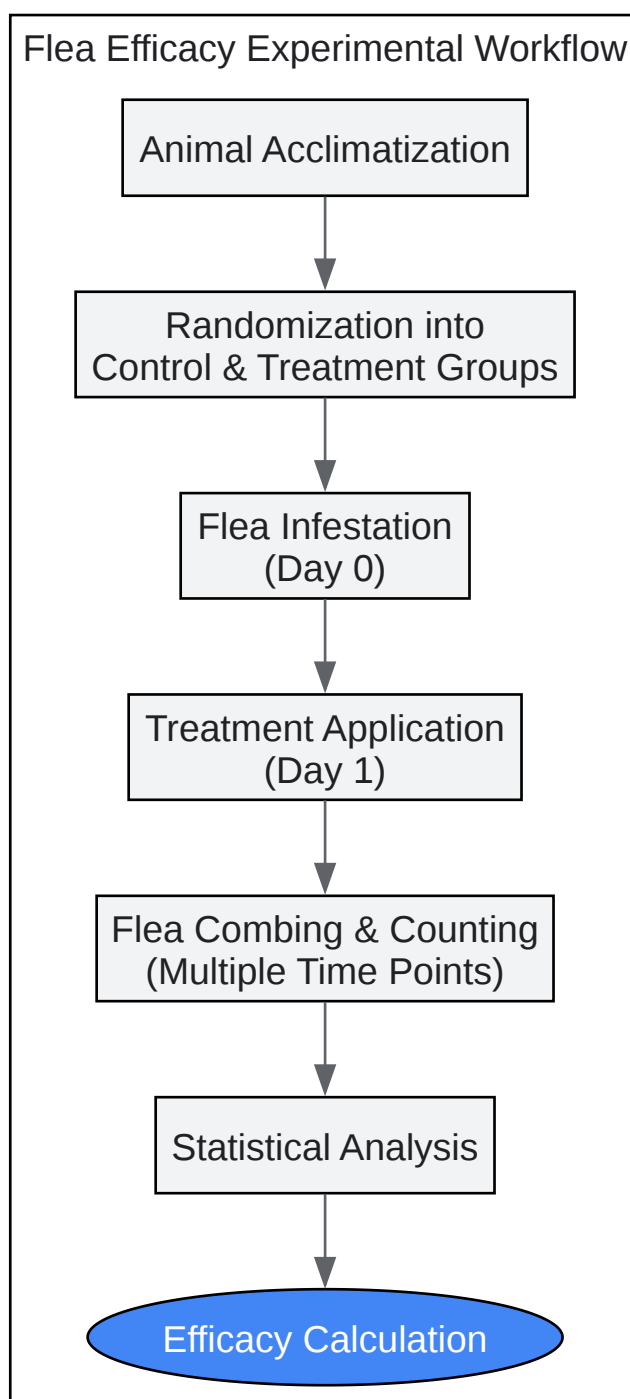 Flea Efficacy Experimental Workflow
Animal Acclimatization
Randomization into
Control & Treatment Groups
Flea Infestation
(Day 0)
Treatment Application
(Day 1)
Flea Combing & Counting
(Multiple Time Points)
Statistical Analysis
Efficacy Calculation